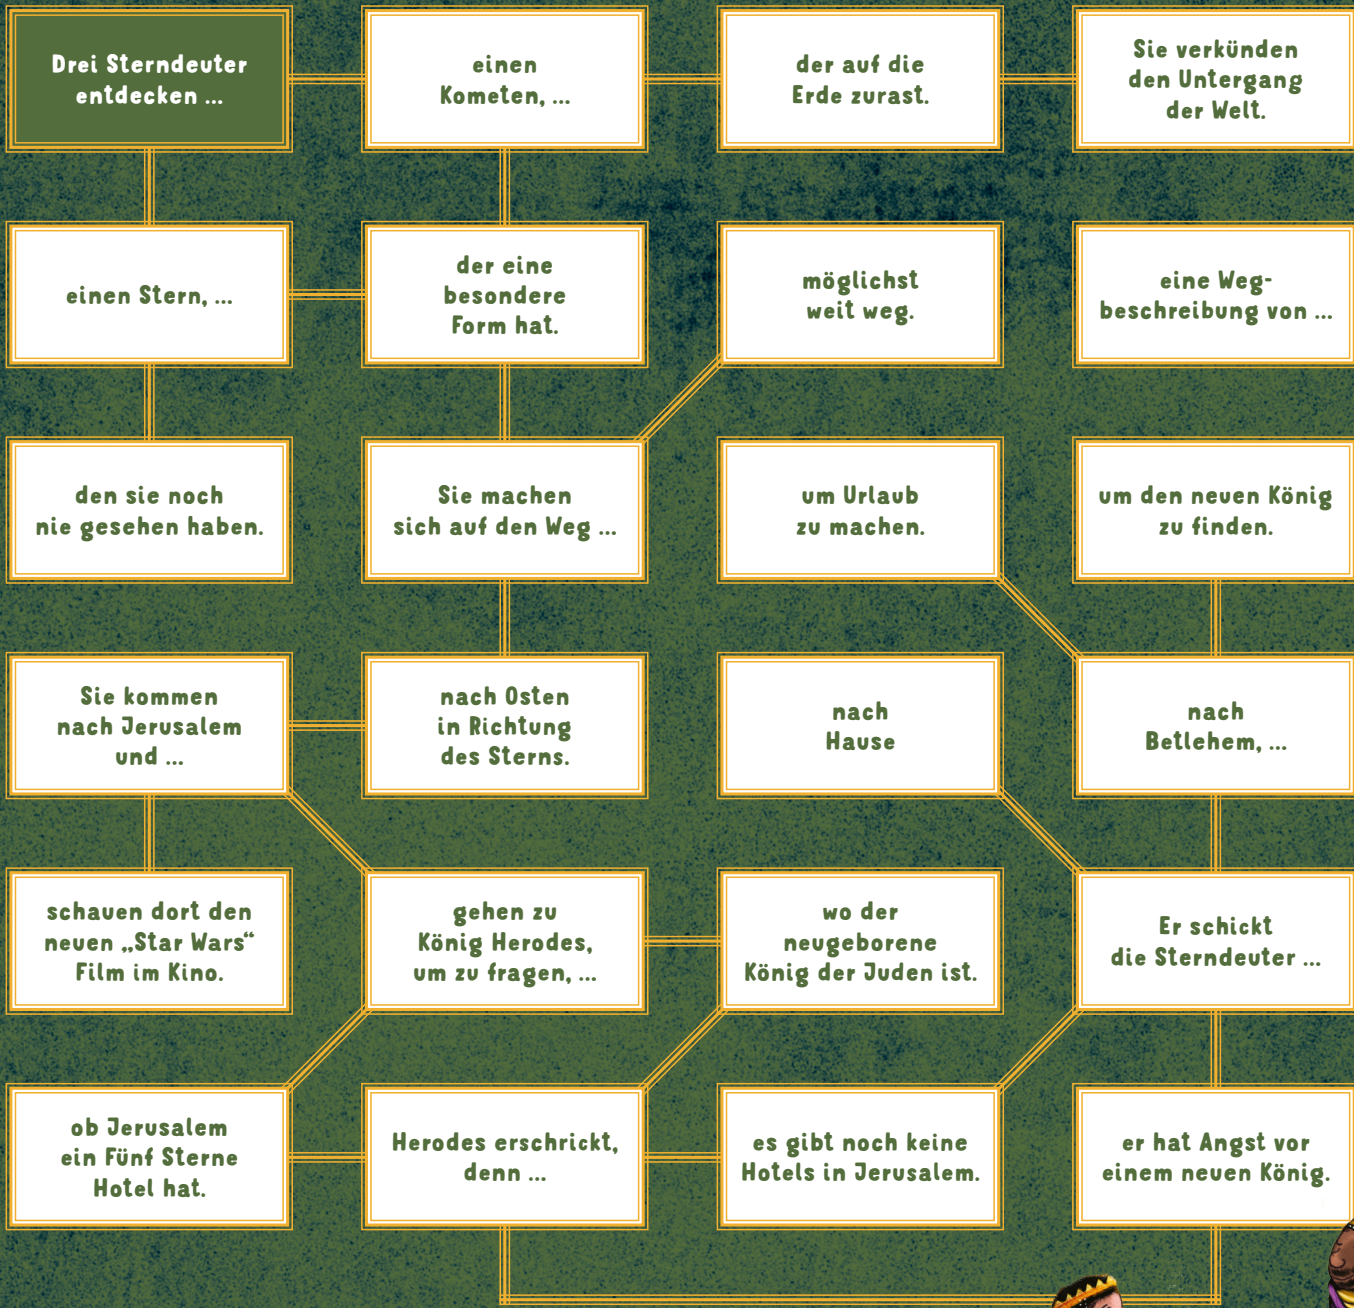 Drei Sterndeuter
entdecken ...
einen
Kometen, ...
der auf die
Erde zurast.
Sie verkünden
den Untergang
der Welt.
einen Stern, ...
der eine
besondere
Form hat.
möglichst
weit weg.
eine Weg-
beschreibung von ...
den sie noch
nie gesehen haben.
Sie machen
sich auf den Weg ...
um Urlaub
zu machen.
um den neuen König
zu finden.
Sie kommen
nach Jerusalem
und ...
nach Osten
in Richtung
des Sterns.
nach
Hause
nach
Betlehem, ...
schauen dort den
neuen „Star Wars“
Film im Kino.
gehen zu
König Herodes,
um zu fragen, ...
wo der
neugeborene
König der Juden ist.
Er schickt
die Sterndeuter ...
ob Jerusalem
ein Fünf Sterne
Hotel hat.
Herodes erschrickt,
denn ...
es gibt noch keine
Hotels in Jerusalem.
er hat Angst vor
einem neuen König.